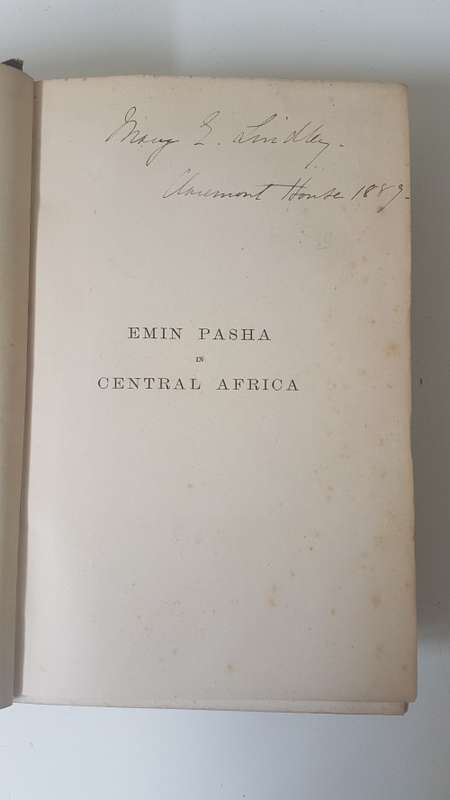 Mary E. Lindley.
Claremont House 1889.
EMIN PASHA
IN
CENTRAL AFRICA